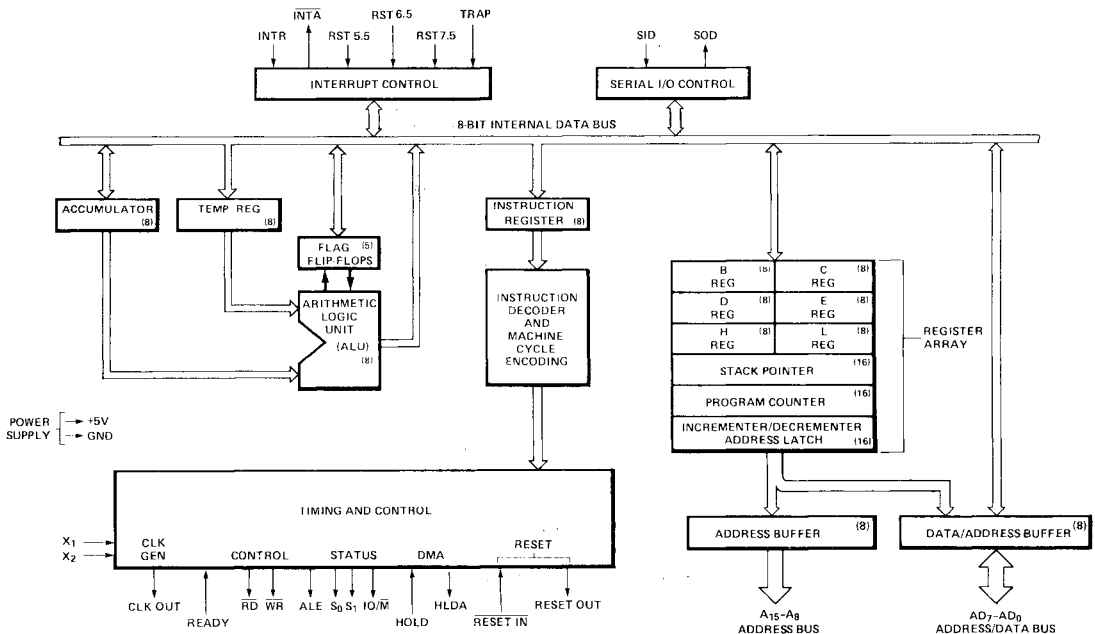 INTR
INTA
RST 5.5
RST 6.5
RST 7.5
TRAP
INTERRUPT CONTROL
SID
SOD
SERIAL I/O CONTROL
8-BIT INTERNAL DATA BUS
ACCUMULATOR
(8)
TEMP REG
(8)
FLAG (5)
FLIP-FLOPS
ARITHMETIC
LOGIC
UNIT
(ALU)
(8)
INSTRUCTION
REGISTER (8)
INSTRUCTION
DECODER
AND
MACHINE
CYCLE
ENCODING
B (8)
REG
C (8)
REG
D (8)
REG
E (8)
REG
H (8)
REG
L (8)
REG
STACK POINTER (16)
PROGRAM COUNTER (16)
INCREMENTER/DECREMENTER
ADDRESS LATCH (16)
REGISTER
ARRAY
POWER
SUPPLY
+5V
GND
TIMING AND CONTROL
X1
X2
CLK
GEN
CONTROL
STATUS
DMA
RESET
CLK OUT
READY
RD
WR
ALE
S0
S1
IO/M
HOLD
HLDA
RESET IN
RESET OUT
ADDRESS BUFFER (8)
DATA/ADDRESS BUFFER (8)
A15-A8
ADDRESS BUS
AD7-AD0
ADDRESS/DATA BUS